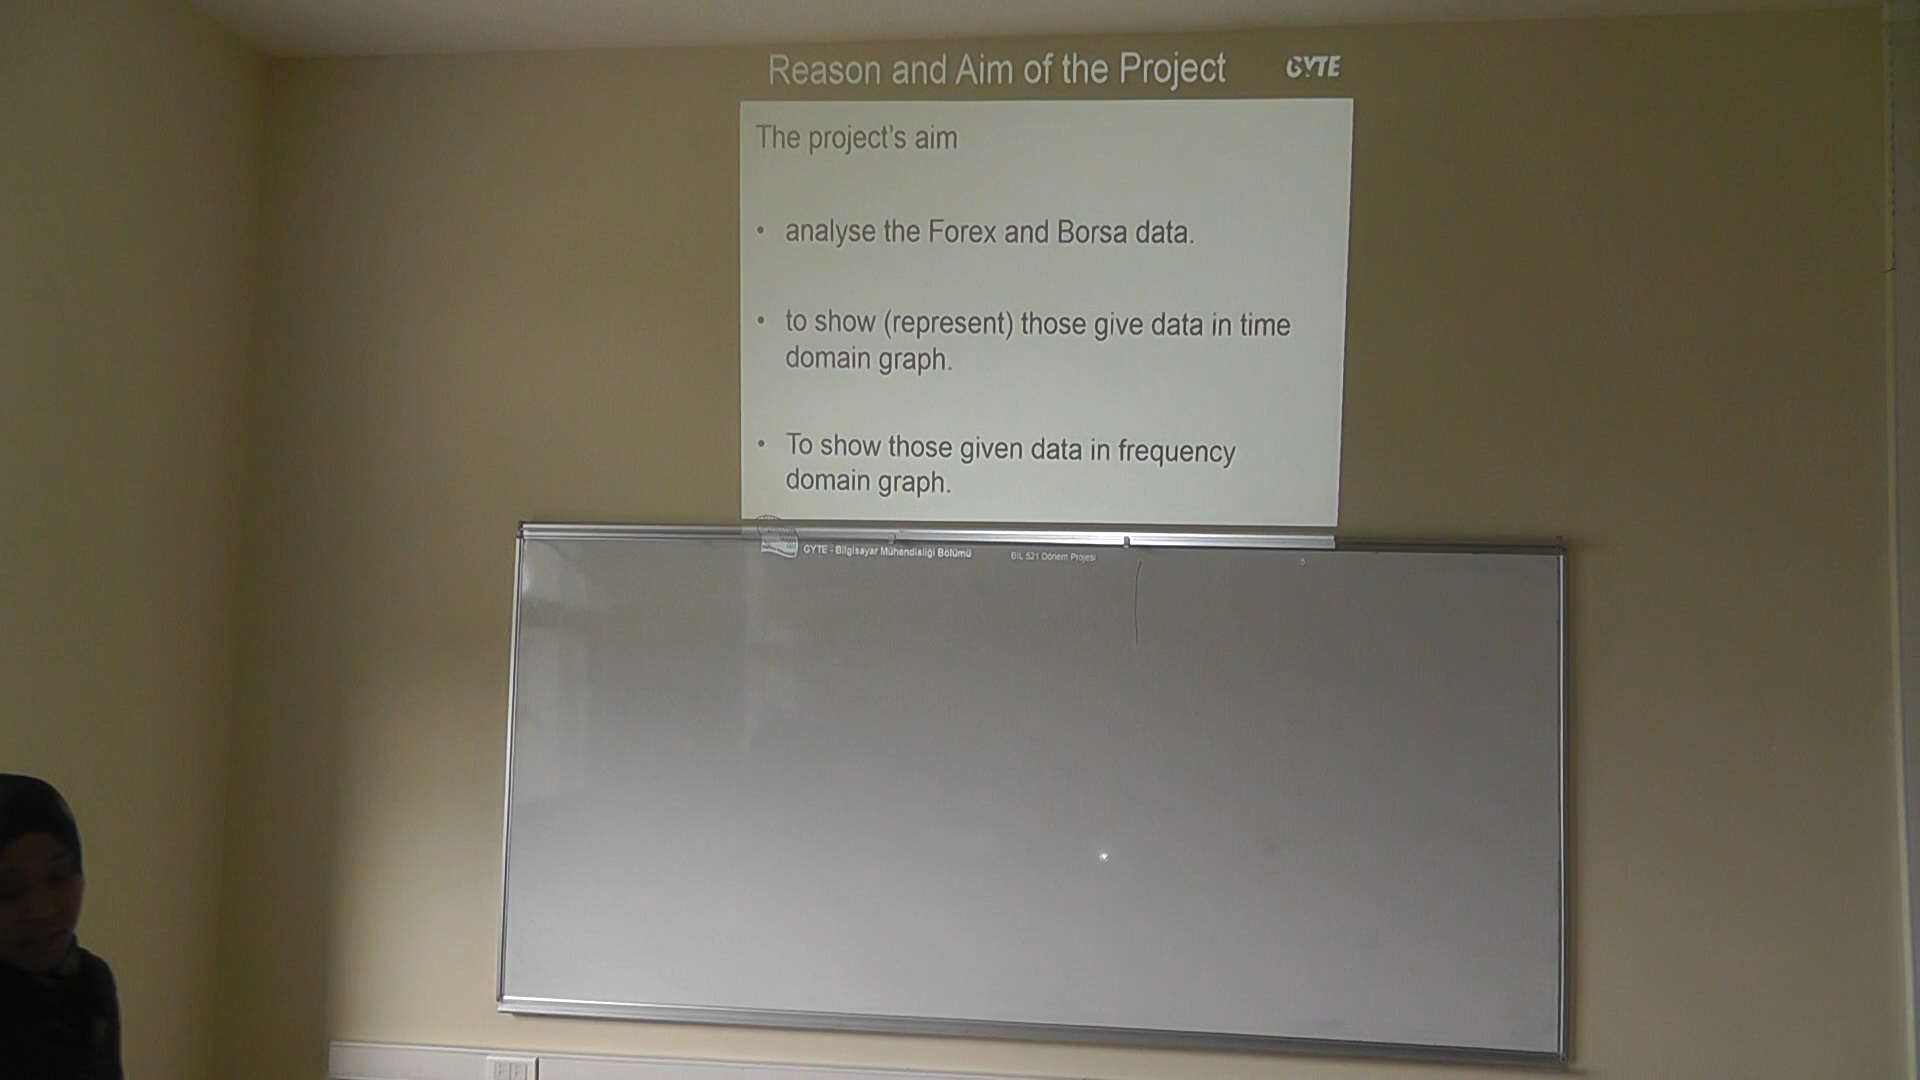 Reason and Aim of the Project
GYTE
The project's aim
• analyse the Forex and Borsa data.
• to show (represent) those give data in time
domain graph.
• To show those given data in frequency
domain graph.
GYTE - Bilgisayar Mühendisliği Bölümü
BIL 521 Dönem Projesi
5